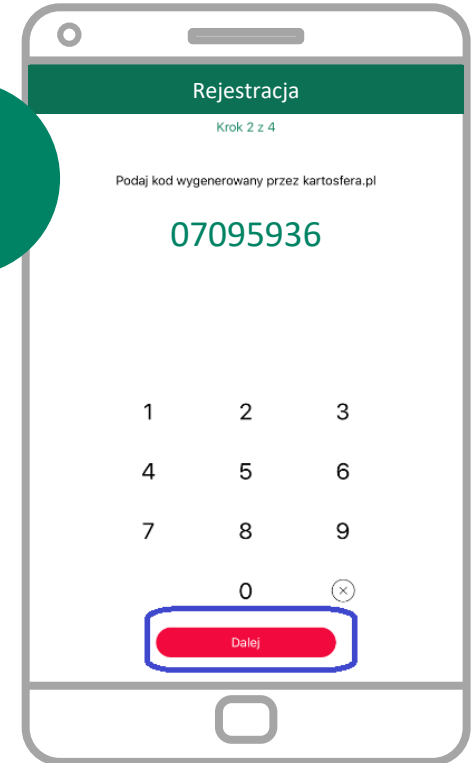 Rejestracja
Krok 2 z 4
Podaj kod wygenerowany przez kartosfera.pl
07095936
1 2 3
4 5 6
7 8 9
0
Dalej